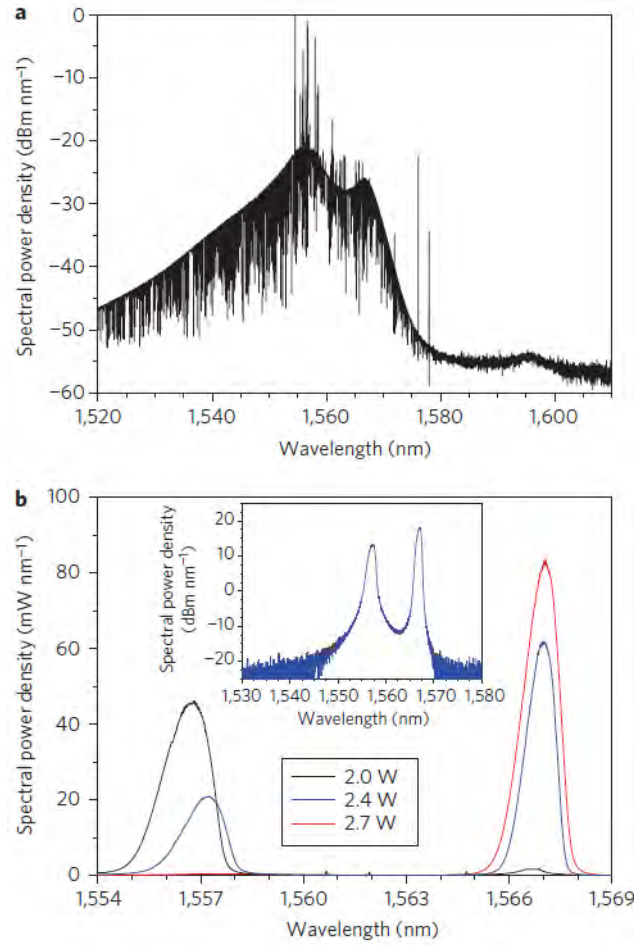 a
0
−10
−20
−30
−40
−50
−60
Spectral power density (dBm nm⁻¹)
1,520 1,540 1,560 1,580 1,600
Wavelength (nm)
b
100
80
60
40
20
0
Spectral power density (mW nm⁻¹)
20
10
0
−10
−20
Spectral power density
(dBm nm⁻¹)
1,530 1,540 1,550 1,560 1,570 1,580
Wavelength (nm)
2.0 W
2.4 W
2.7 W
1,554 1,557 1,560 1,563 1,566 1,569
Wavelength (nm)